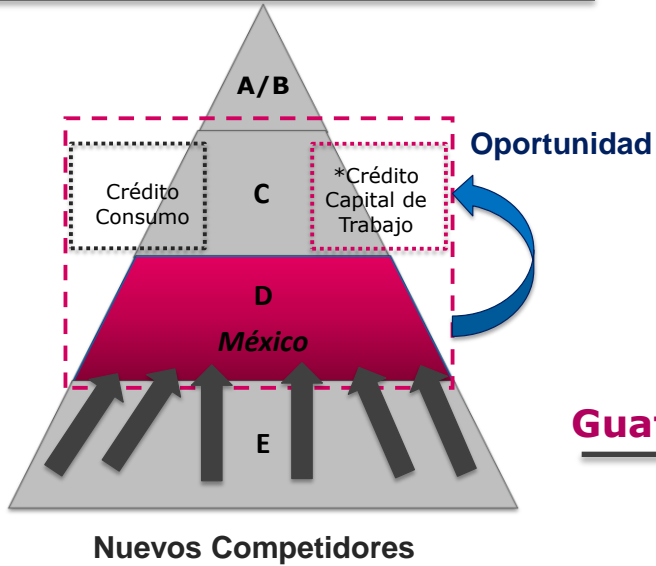 A/B
Oportunidad
Crédito
Consumo
C
*Crédito
Capital de
Trabajo
D
México
E
Nuevos Competidores